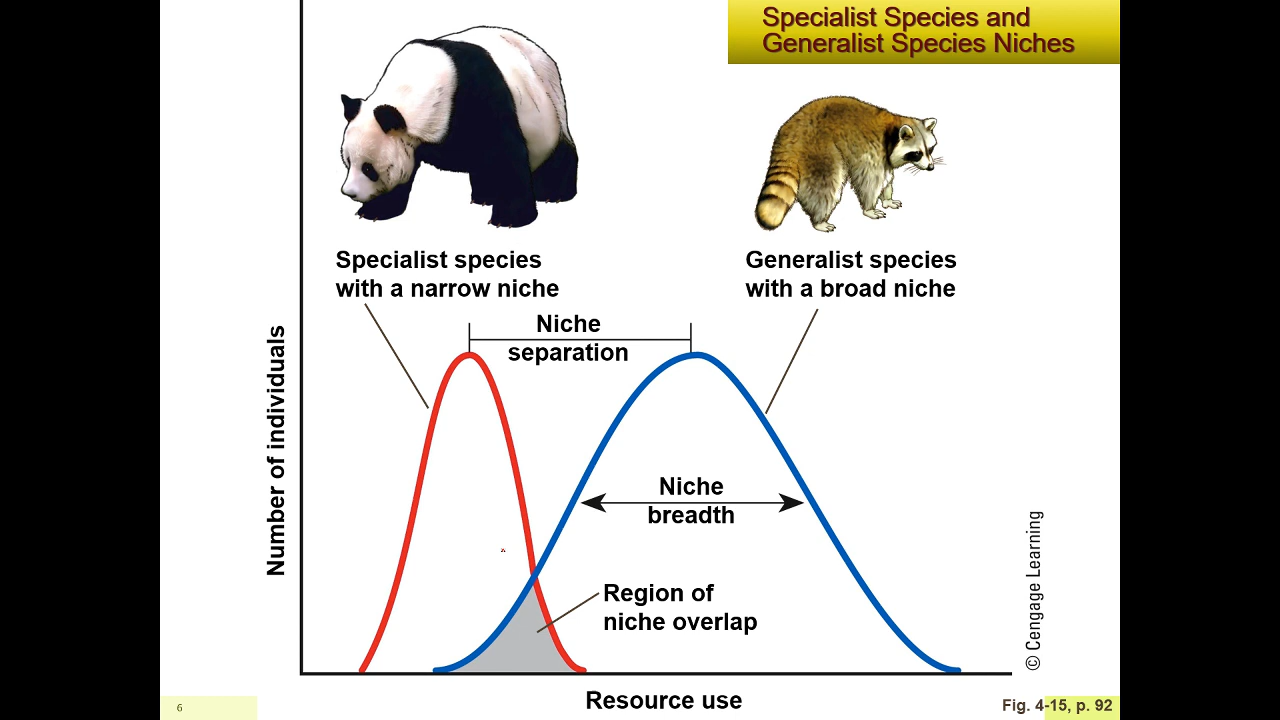 Specialist Species and
Generalist Species Niches
Specialist species
with a narrow niche
Generalist species
with a broad niche
Niche
separation
Number of individuals
Niche
breadth
Region of
niche overlap
© Cengage Learning
Resource use
6
Fig. 4-15, p. 92